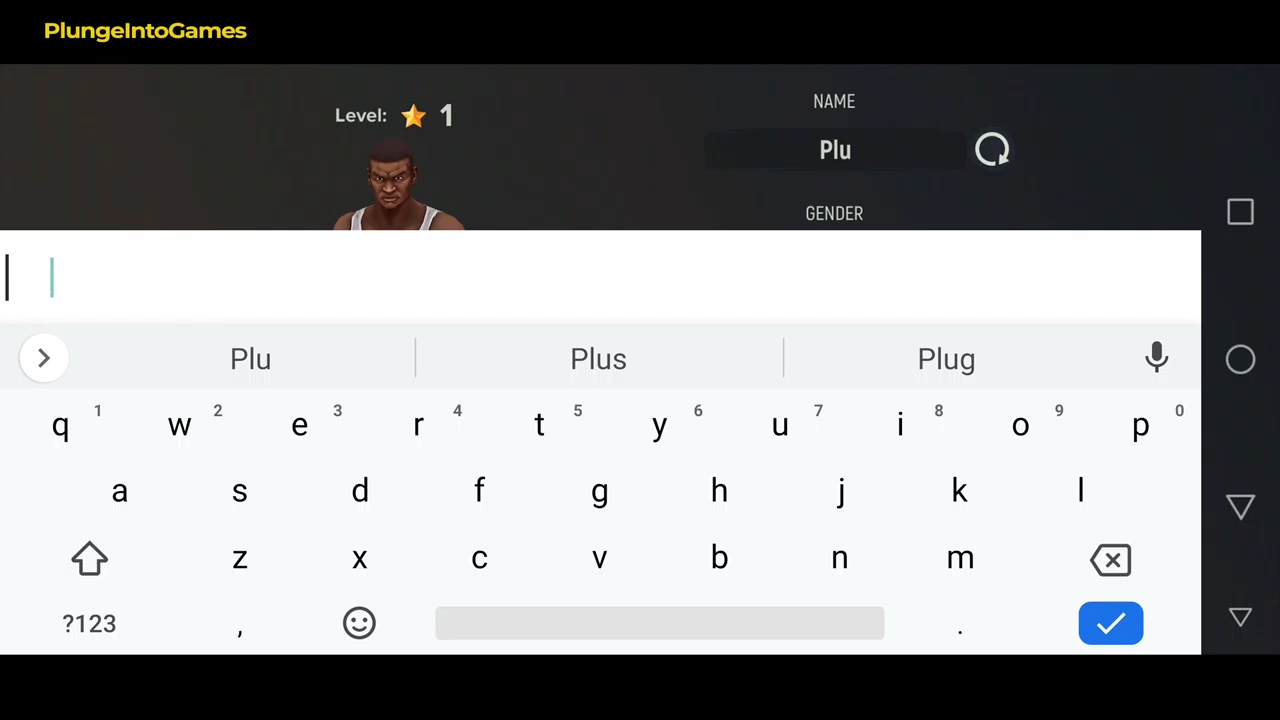 PlungeIntoGames
Level: 1
NAME
Plu
GENDER
Plu Plus Plug
q 1 w 2 e 3 r 4 t 5 y 6 u 7 i 8 o 9 p 0
a s d f g h j k l
z x c v b n m
?123 , .